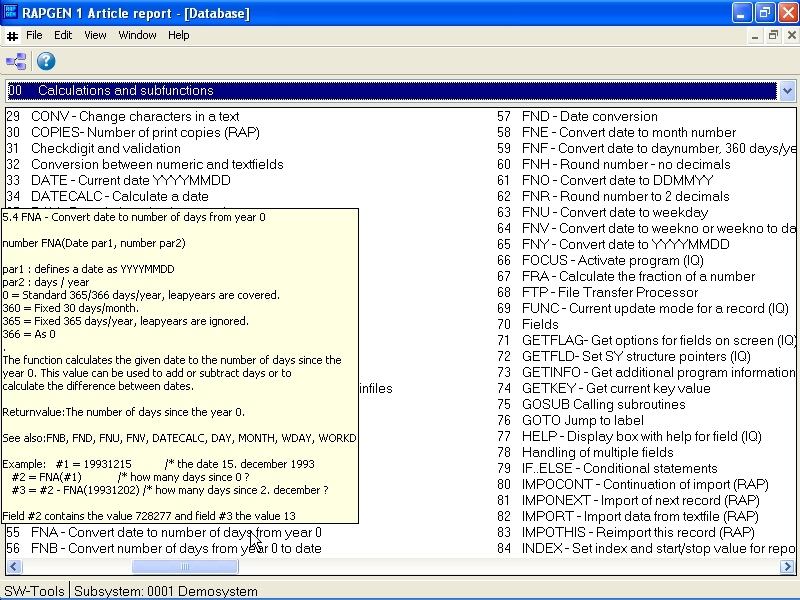 RAPGEN 1 Article report - [Database]
File Edit View Window Help
00 Calculations and subfunctions
29 CONV - Change characters in a text
30 COPIES- Number of print copies (RAP)
31 Checkdigit and validation
32 Conversion between numeric and textfields
33 DATE - Current date YYYYMMDD
34 DATECALC - Calculate a date
5.4 FNA - Convert date to number of days from year 0
number FNA(Date par1, number par2)
par1 : defines a date as YYYYMMDD
par2 : days / year
0 = Standard 365/366 days/year, leapyears are covered.
360 = Fixed 30 days/month.
365 = Fixed 365 days/year, leapyears are ignored.
366 = As 0
.
The function calculates the given date to the number of days since the
year 0. This value can be used to add or subtract days or to
calculate the difference between dates.
Returnvalue:The number of days since the year 0.
See also:FNB, FND, FNU, FNV, DATECALC, DAY, MONTH, WDAY, WORKD
Example: #1 = 19931215 /* the date 15. december 1993
#2 = FNA(#1) /* how many days since 0 ?
#3 = #2 - FNA(19931202) /* how many days since 2. december ?
Field #2 contains the value 728277 and field #3 the value 13
infiles
55 FNA - Convert date to number of days from year 0
56 FNB - Convert number of days from year 0 to date
57 FND - Date conversion
58 FNE - Convert date to month number
59 FNF - Convert date to daynumber, 360 days/ye
60 FNH - Round number - no decimals
61 FNO - Convert date to DDMMYY
62 FNR - Round number to 2 decimals
63 FNU - Convert date to weekday
64 FNV - Convert date to weekno or weekno to da
65 FNY - Convert date to YYYYMMDD
66 FOCUS - Activate program (IQ)
67 FRA - Calculate the fraction of a number
68 FTP - File Transfer Processor
69 FUNC - Current update mode for a record (IQ)
70 Fields
71 GETFLAG- Get options for fields on screen (IQ)
72 GETFLD- Set SY structure pointers (IQ)
73 GETINFO - Get additional program information
74 GETKEY - Get current key value
75 GOSUB Calling subroutines
76 GOTO Jump to label
77 HELP - Display box with help for field (IQ)
78 Handling of multiple fields
79 IF..ELSE - Conditional statements
80 IMPOCONT - Continuation of import (RAP)
81 IMPONEXT - Import of next record (RAP)
82 IMPORT - Import data from textfile (RAP)
83 IMPOTHIS - Reimport this record (RAP)
84 INDEX - Set index and start/stop value for repo
SW-Tools Subsystem: 0001 Demosystem